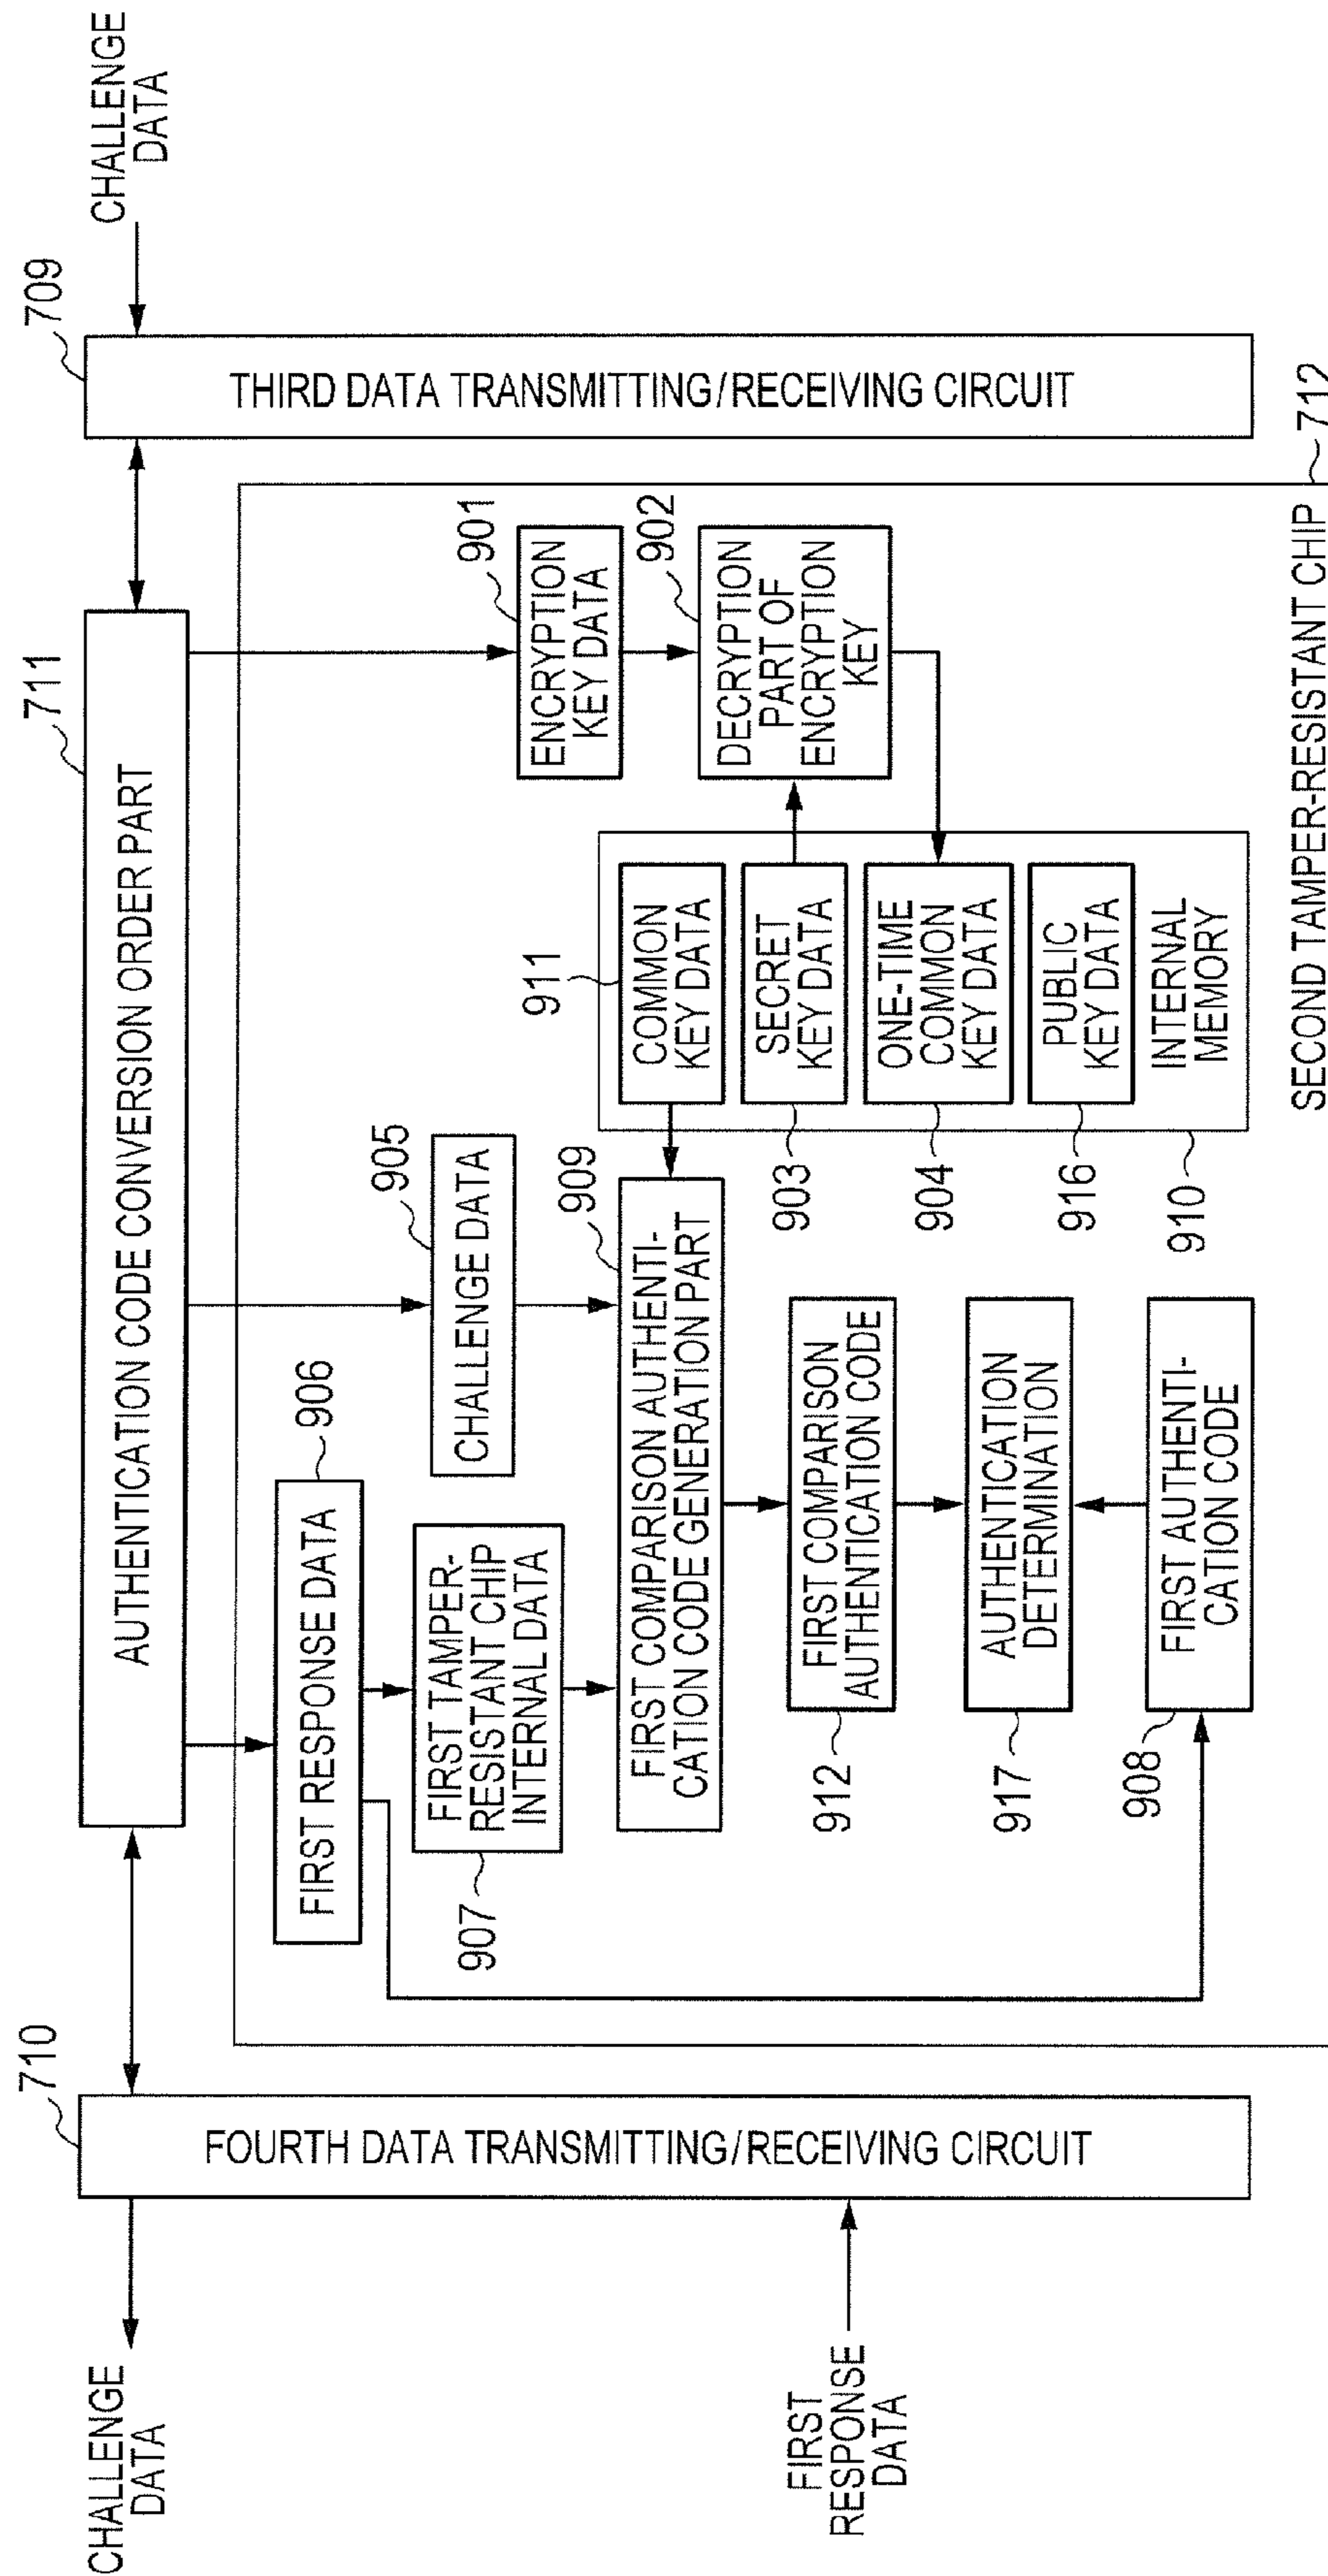 CHALLENGE
DATA
710
FOURTH DATA TRANSMITTING/RECEIVING CIRCUIT
FIRST
RESPONSE
DATA
711
AUTHENTICATION CODE CONVERSION ORDER PART
709
THIRD DATA TRANSMITTING/RECEIVING CIRCUIT
CHALLENGE
DATA
906
FIRST RESPONSE DATA
FIRST TAMPER-
RESISTANT CHIP
INTERNAL DATA
907
905
CHALLENGE DATA
901
ENCRYPTION
KEY DATA
902
DECRYPTION
PART OF
ENCRYPTION
KEY
909
FIRST COMPARISON AUTHENTI-
CATION CODE GENERATION PART
911
COMMON
KEY DATA
SECRET
KEY DATA
903
ONE-TIME
COMMON
KEY DATA
904
PUBLIC
KEY DATA
916
INTERNAL
MEMORY
910
FIRST COMPARISON
AUTHENTICATION CODE
912
AUTHENTICATION
DETERMINATION
917
FIRST AUTHENTI-
CATION CODE
908
SECOND TAMPER-RESISTANT CHIP
712